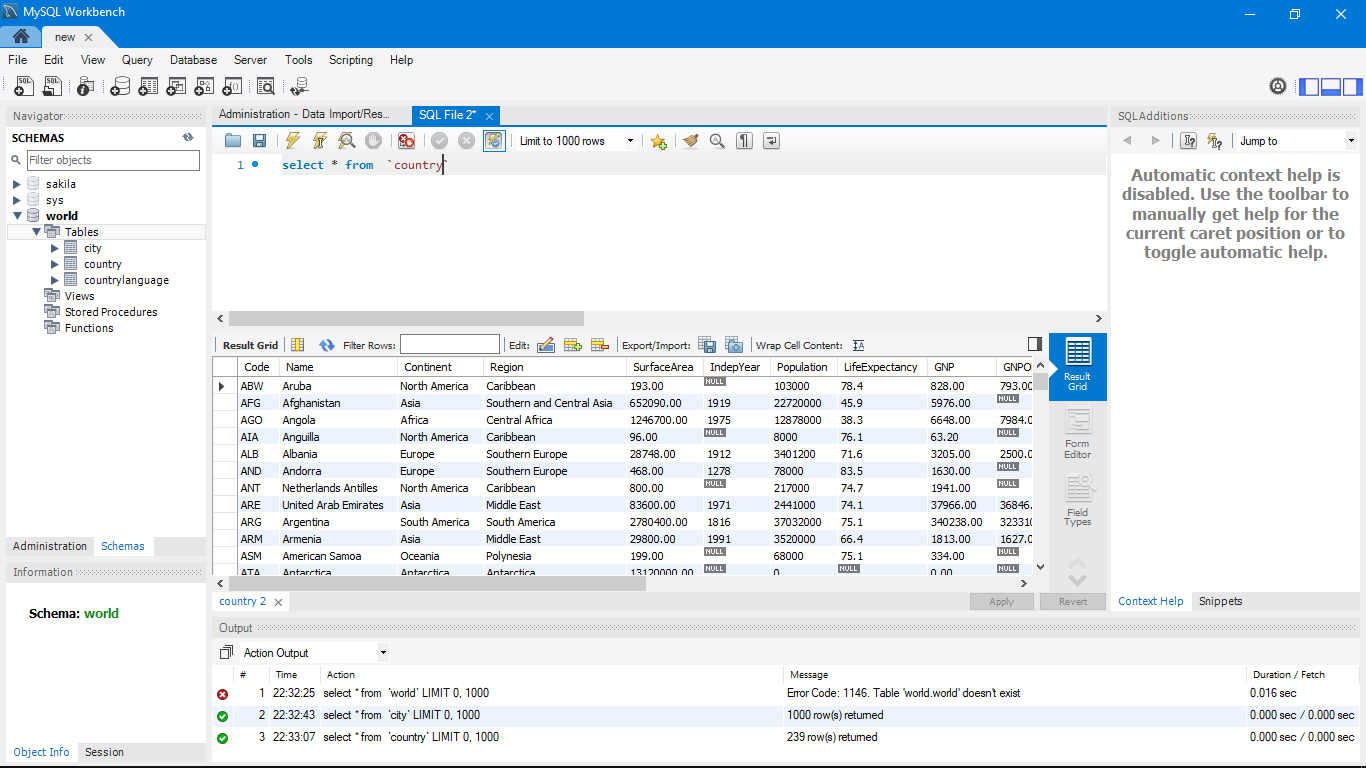 MySQL Workbench
new
File Edit View Query Database Server Tools Scripting Help
Navigator
SCHEMAS
Filter objects
sakila
sys
world
Tables
city
country
countrylanguage
Views
Stored Procedures
Functions
Administration Schemas
Information
Schema: world
Object Info Session
Administration - Data Import/Res... SQL File 2*
Limit to 1000 rows
1 select * from `country`
Result Grid Filter Rows: Edit: Export/Import: Wrap Cell Content:
Code Name Continent Region SurfaceArea IndepYear Population LifeExpectancy GNP GNPO
ABW Aruba North America Caribbean 193.00 NULL 103000 78.4 828.00 793.00
AFG Afghanistan Asia Southern and Central Asia 652090.00 1919 22720000 45.9 5976.00 NULL
AGO Angola Africa Central Africa 1246700.00 1975 12878000 38.3 6648.00 7984.0
AIA Anguilla North America Caribbean 96.00 NULL 8000 76.1 63.20 NULL
ALB Albania Europe Southern Europe 28748.00 1912 3401200 71.6 3205.00 2500.0
AND Andorra Europe Southern Europe 468.00 1278 78000 83.5 1630.00 NULL
ANT Netherlands Antilles North America Caribbean 800.00 NULL 217000 74.7 1941.00 NULL
ARE United Arab Emirates Asia Middle East 83600.00 1971 2441000 74.1 37966.00 36846.
ARG Argentina South America South America 2780400.00 1816 37032000 75.1 340238.00 323310
ARM Armenia Asia Middle East 29800.00 1991 3520000 66.4 1813.00 1627.0
ASM American Samoa Oceania Polynesia 199.00 NULL 68000 75.1 334.00 NULL
ATA Antarctica Antarctica Antarctica 13120000.00 NULL 0 NULL 0.00 NULL
Result
Grid
Form
Editor
Field
Types
country 2 Apply Revert
SQLAdditions
Jump to
Automatic context help is
disabled. Use the toolbar to
manually get help for the
current caret position or to
toggle automatic help.
Context Help Snippets
Output
Action Output
# Time Action Message Duration / Fetch
1 22:32:25 select * from `world` LIMIT 0, 1000 Error Code: 1146. Table 'world.world' doesn't exist 0.016 sec
2 22:32:43 select * from `city` LIMIT 0, 1000 1000 row(s) returned 0.000 sec / 0.000 sec
3 22:33:07 select * from `country` LIMIT 0, 1000 239 row(s) returned 0.000 sec / 0.000 sec